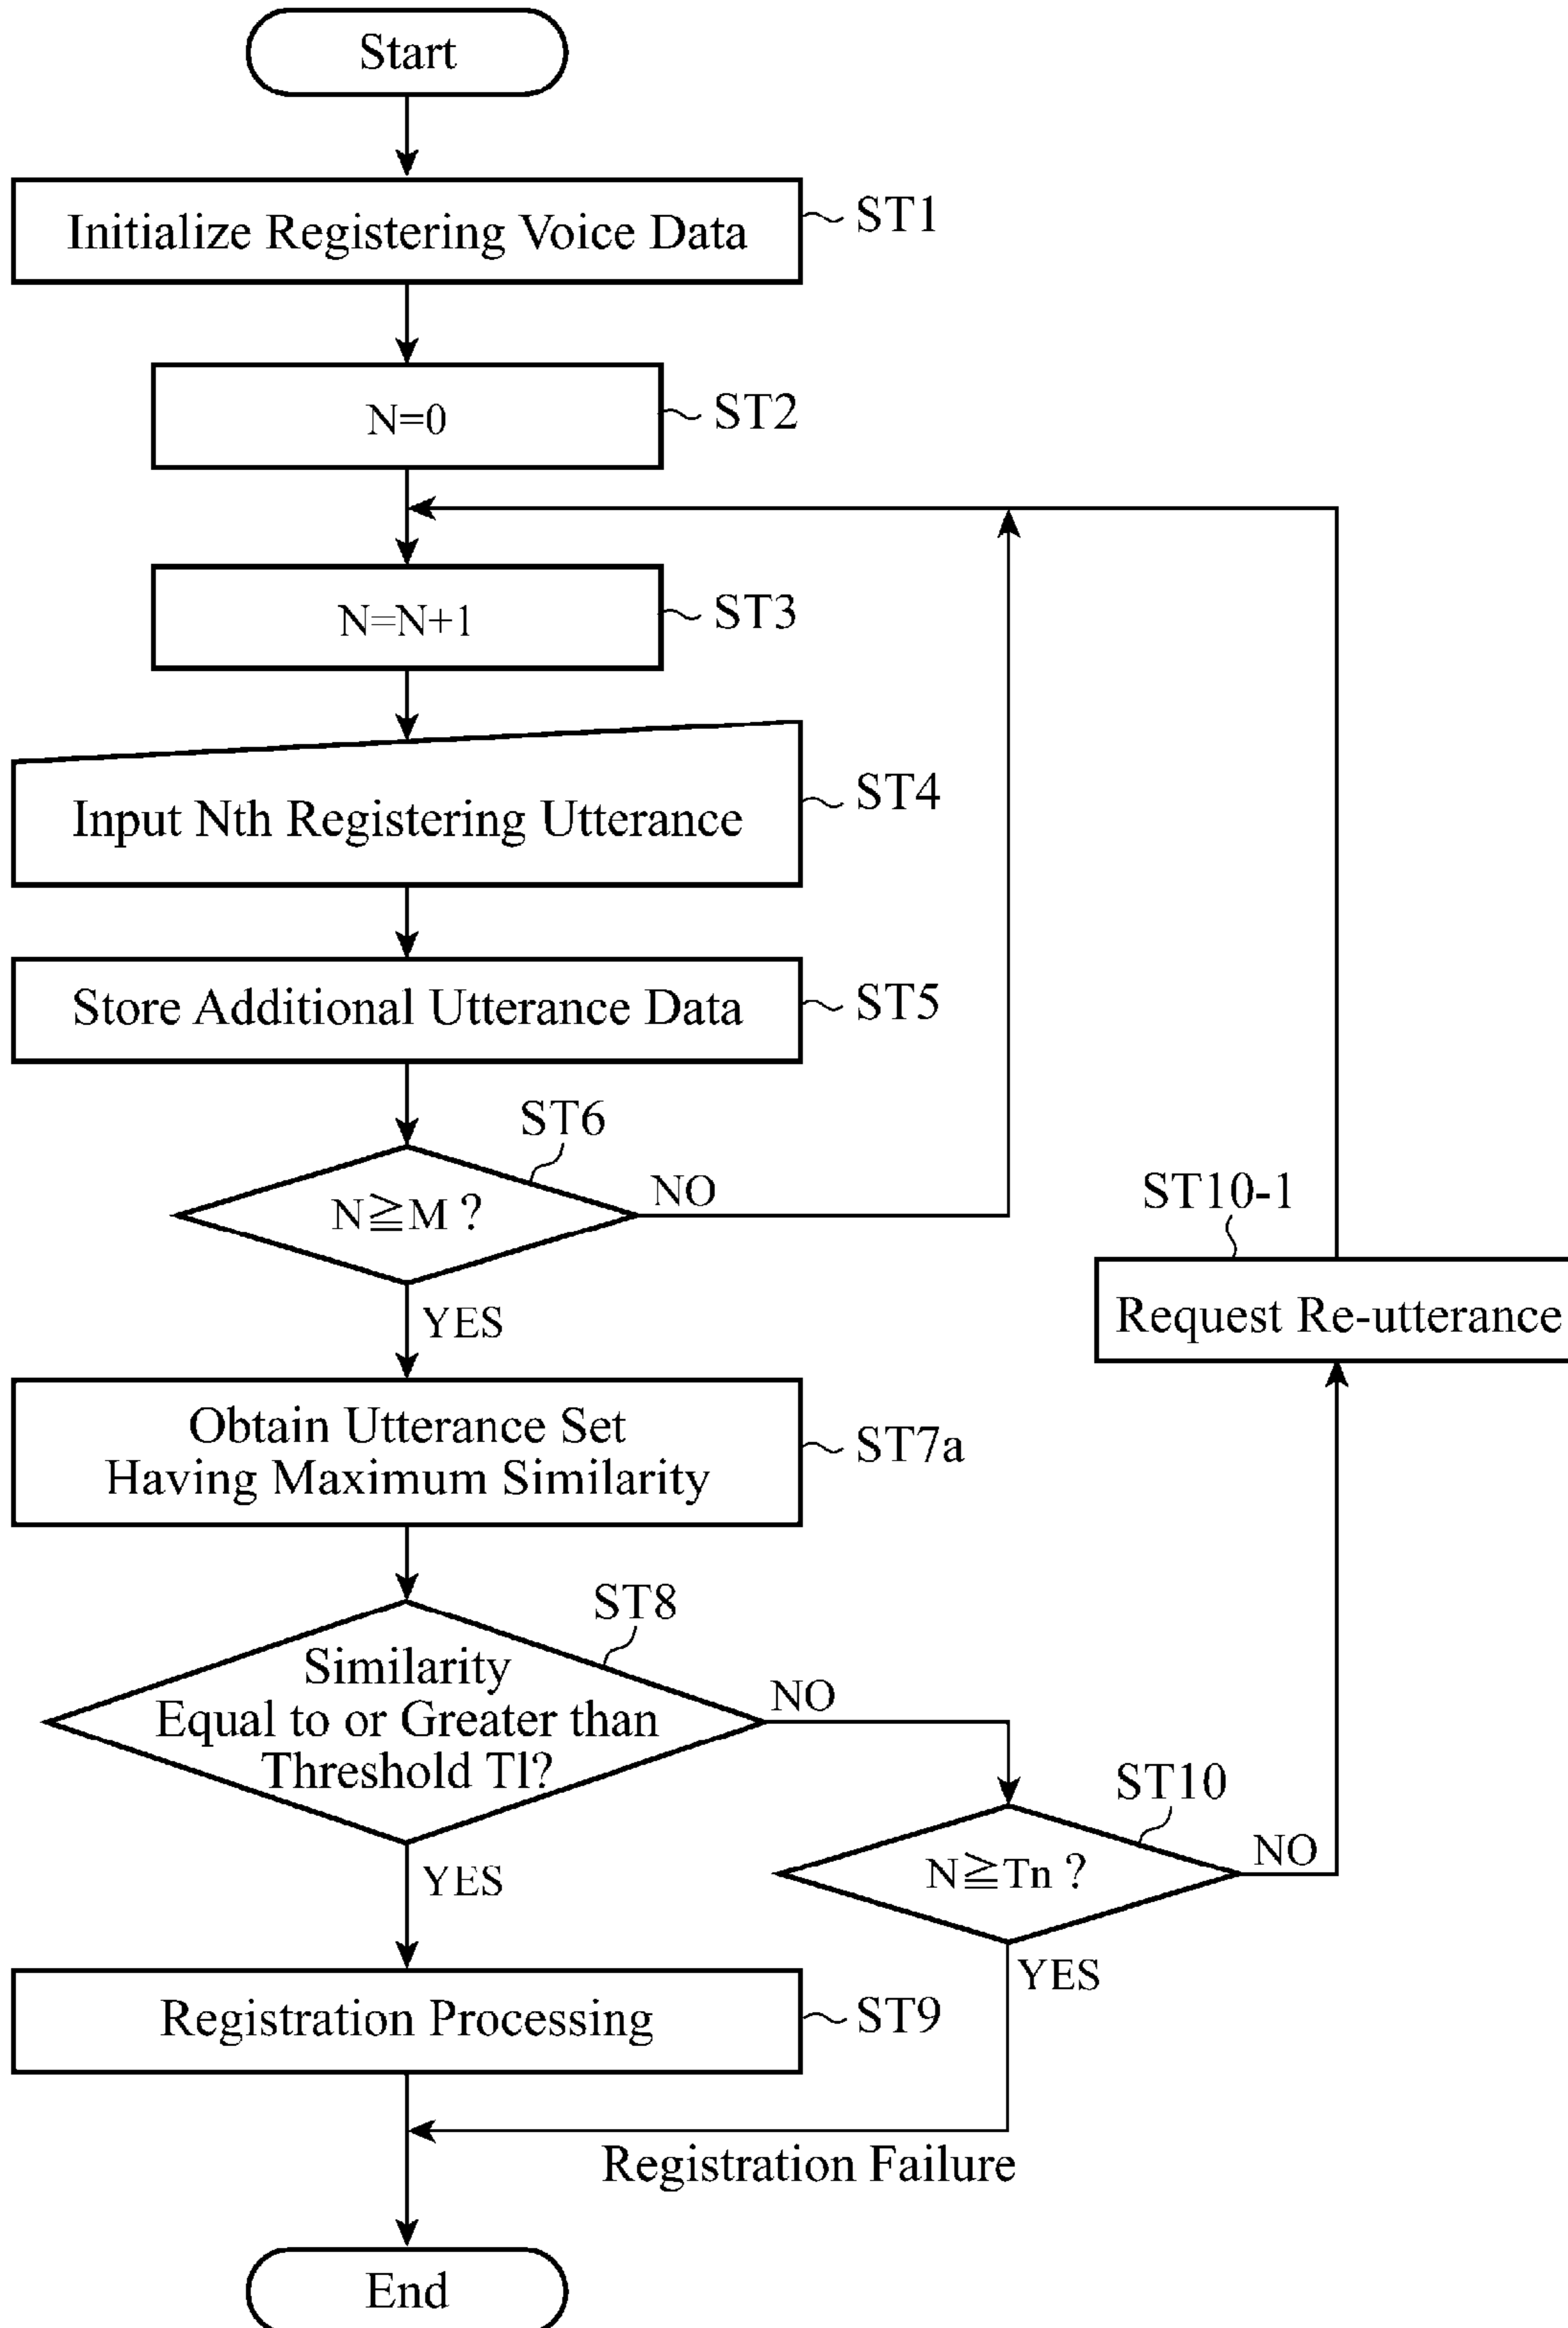 Start
Initialize Registering Voice Data
ST1
N=0
ST2
N=N+1
ST3
Input Nth Registering Utterance
ST4
Store Additional Utterance Data
ST5
ST6
N≧M ?
NO
YES
ST10-1
Request Re-utterance
Obtain Utterance Set
Having Maximum Similarity
ST7a
ST8
Similarity
Equal to or Greater than
Threshold Tl?
NO
YES
ST10
N≧Tn ?
NO
YES
Registration Processing
ST9
Registration Failure
End